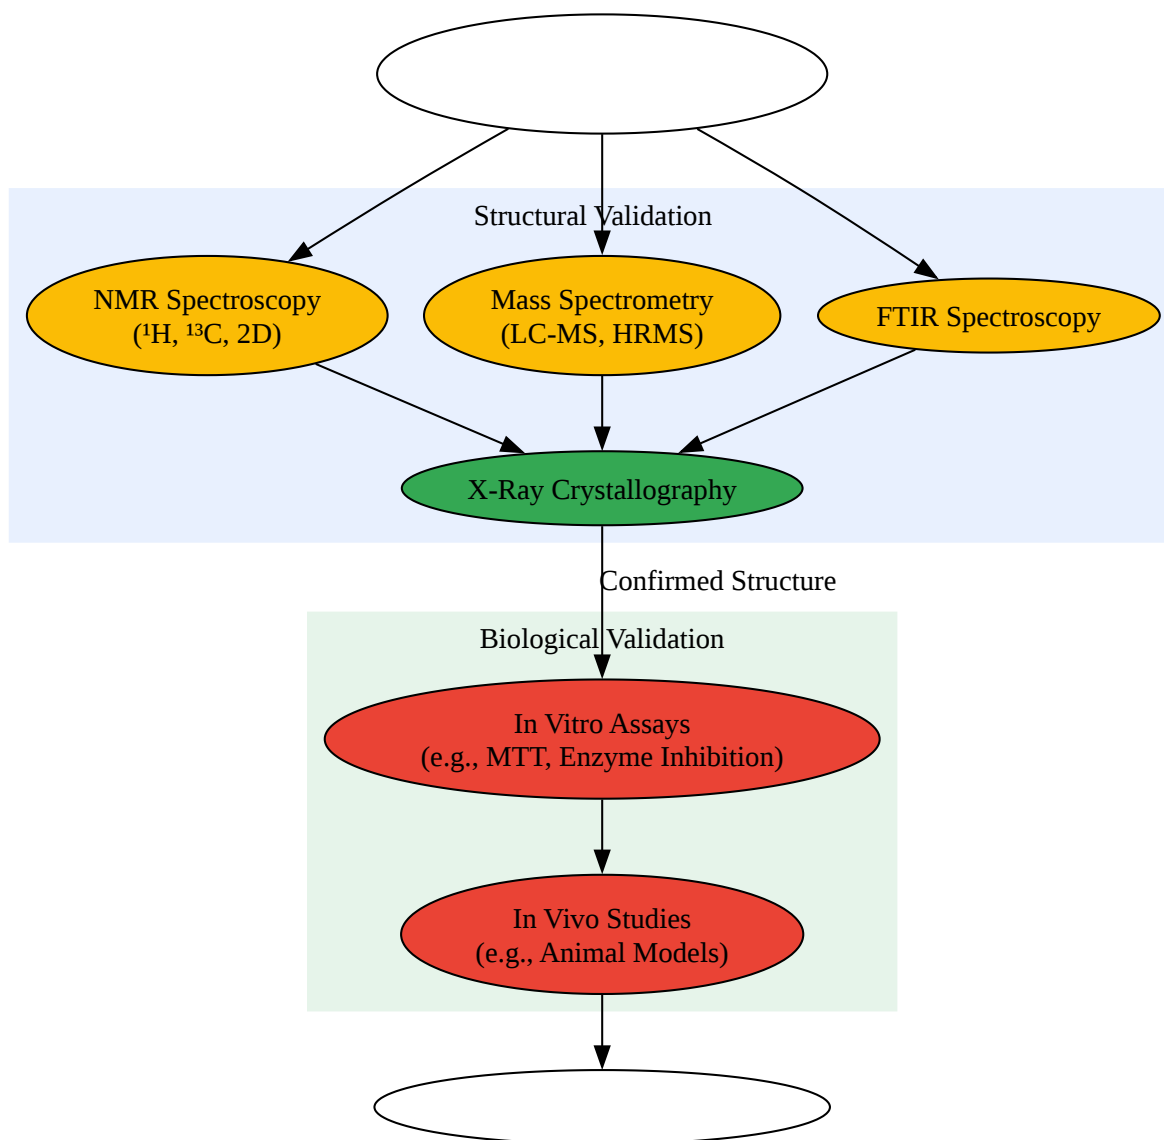 Structural Validation
NMR Spectroscopy
(¹H, ¹³C, 2D)
Mass Spectrometry
(LC-MS, HRMS)
FTIR Spectroscopy
X-Ray Crystallography
Confirmed Structure
Biological Validation
In Vitro Assays
(e.g., MTT, Enzyme Inhibition)
In Vivo Studies
(e.g., Animal Models)